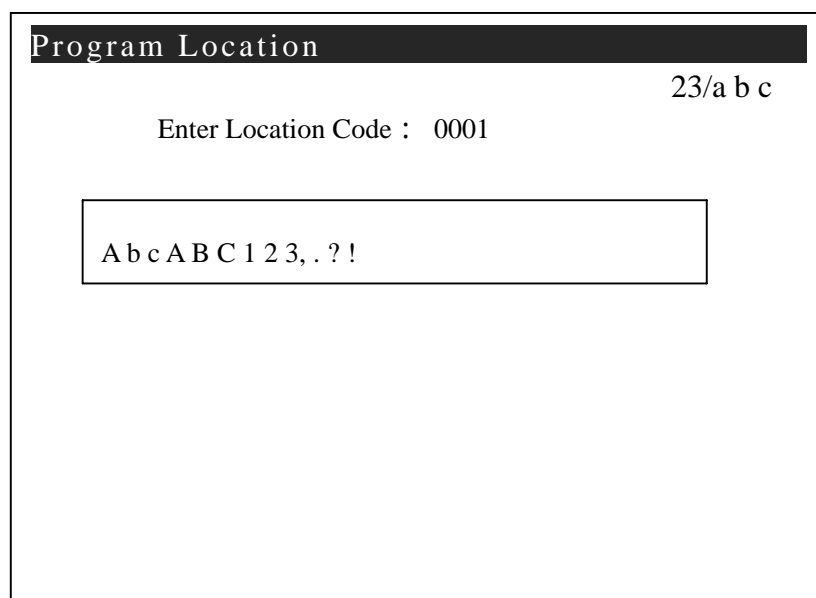 Program Location
23/a b c
Enter Location Code： 0001
A b c A B C 1 2 3, . ? !